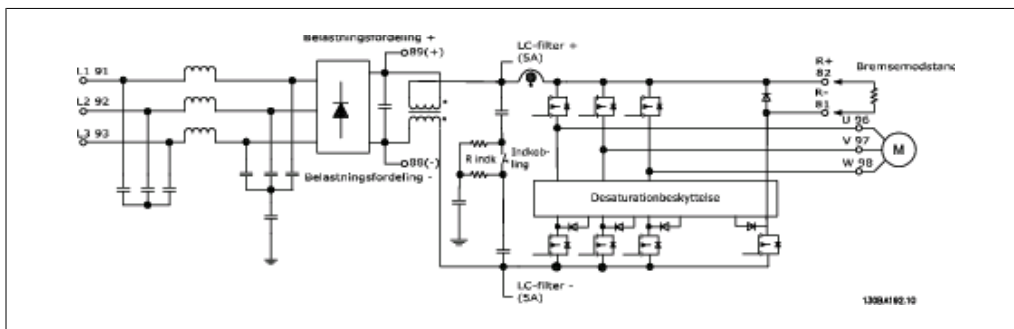 Belastningsfordeling +
89(+)
LC-filter +
(5A)
R+
82
Bremsemodstand
R-
81
L1 91
L2 92
L3 93
U 96
V 97
W 98
M
88(-)
R indk
Indkob-
ling
Belastningsfordeling -
Desaturationbeskyttelse
LC-filter -
(5A)
130BA192.10